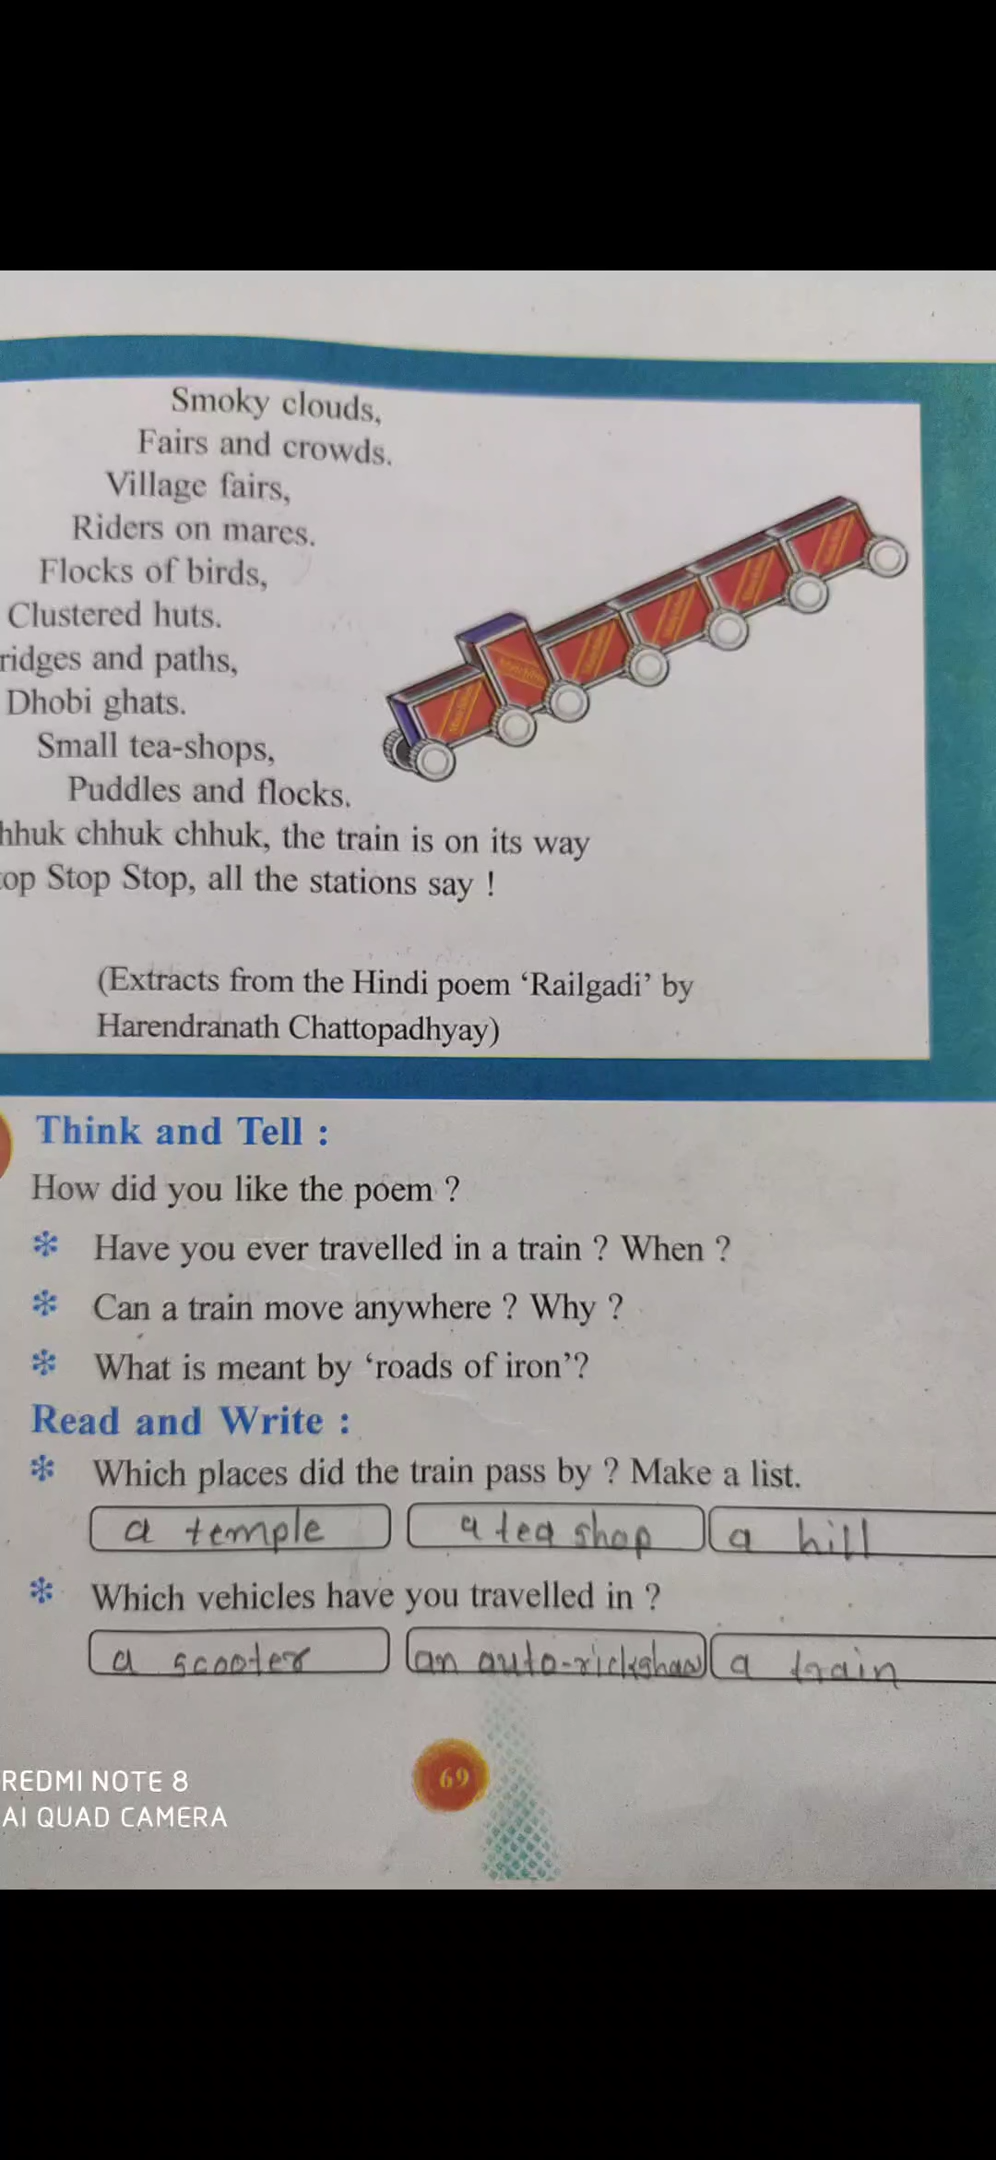 Smoky clouds,
Fairs and crowds.
Village fairs,
Riders on mares.
Flocks of birds,
Clustered huts.
ridges and paths,
Dhobi ghats.
Small tea-shops,
Puddles and flocks.
hhuk chhuk chhuk, the train is on its way
top Stop Stop, all the stations say !
(Extracts from the Hindi poem ‘Railgadi’ by
Harendranath Chattopadhyay)
Think and Tell :
How did you like the poem ?
* Have you ever travelled in a train ? When ?
* Can a train move anywhere ? Why ?
* What is meant by ‘roads of iron’?
Read and Write :
* Which places did the train pass by ? Make a list.
a temple a tea shop a hill
* Which vehicles have you travelled in ?
a scooter an auto-rickshaw a train
69
REDMI NOTE 8
AI QUAD CAMERA